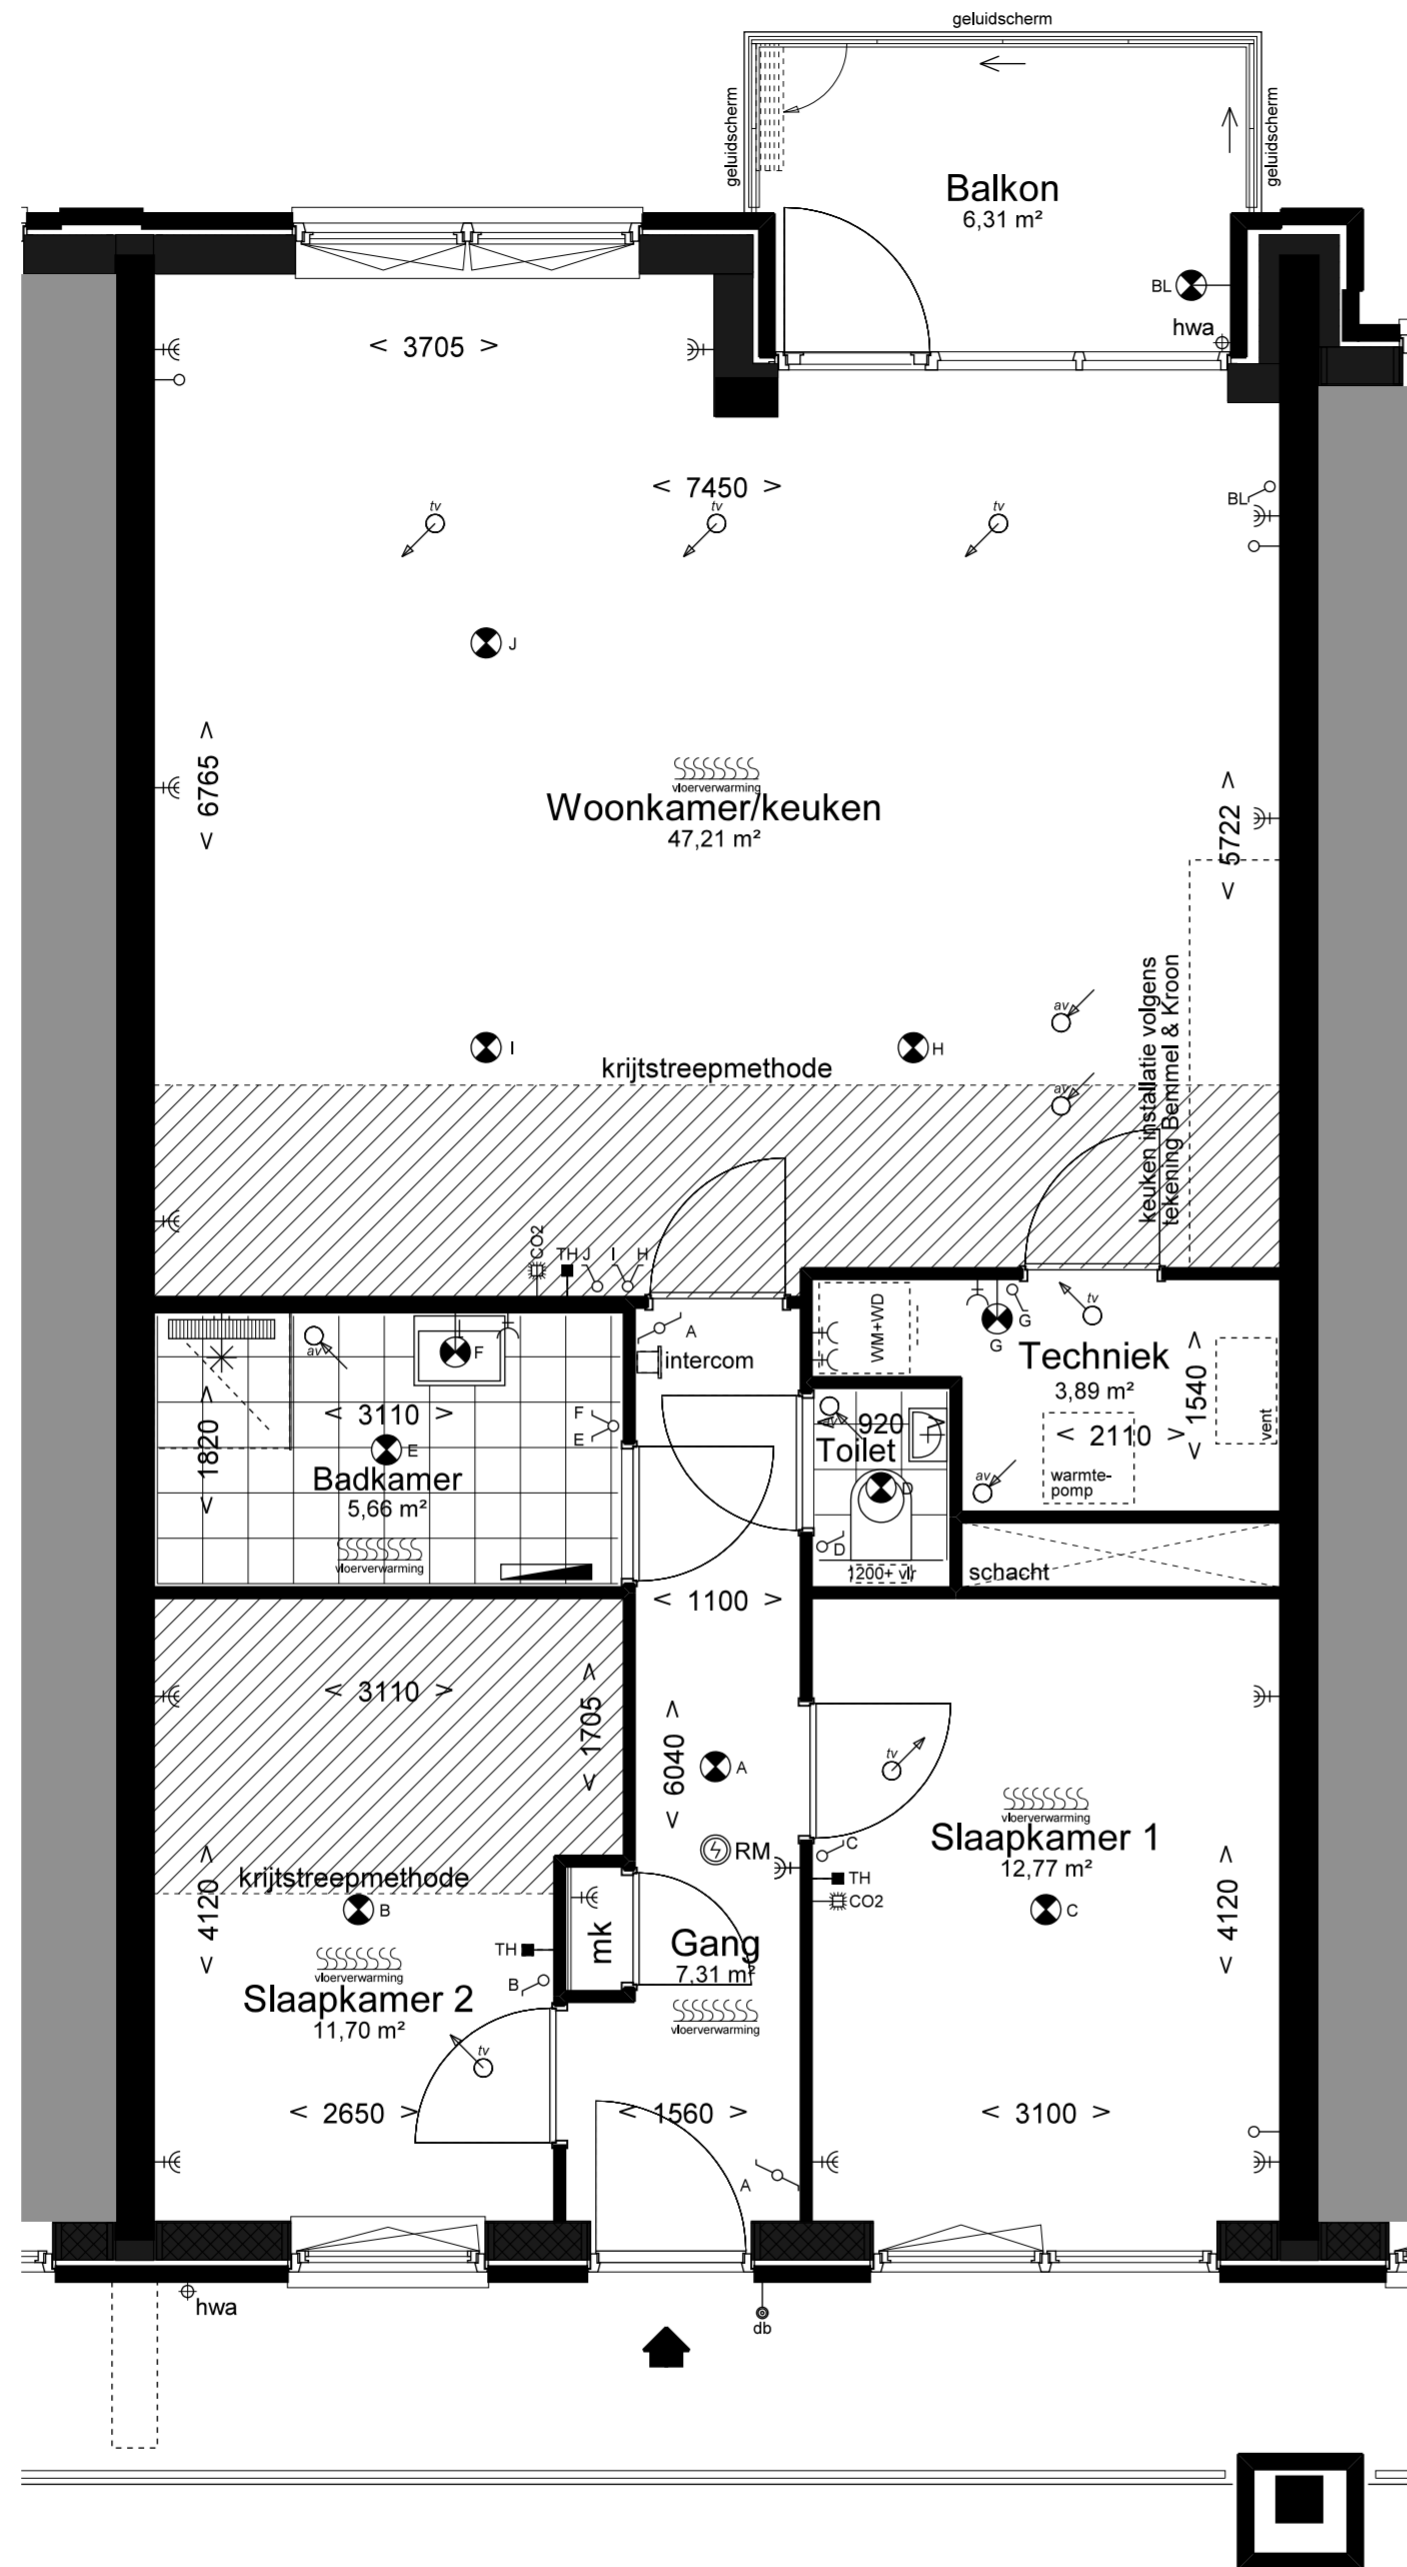 geluidscherm
geluidscherm
geluidscherm
Balkon
6,31 m²
BL
hwa
< 3705 >
< 7450 >
tv
tv
tv
BL
J
< 6765 >
vloerverwarming
Woonkamer/keuken
47,21 m²
< 5722 >
keuken installatie volgens
tekening Bemmel & Kroon
av
I
H
krijtstreepmethode
av
CO2
TH
J
I
H
A
intercom
WM+WD
G
G
tv
Techniek
3,89 m²
< 1540 >
vent
< 2110 >
warmte-
pomp
av
av
F
< 3110 >
< 1820 >
F
E
E
Badkamer
5,66 m²
vloerverwarming
av
920
Toilet
D
D
1200+ vlr
schacht
< 1100 >
< 3110 >
< 1705 >
< 6040 >
A
tv
RM
C
TH
CO2
vloerverwarming
Slaapkamer 1
12,77 m²
C
< 4120 >
krijtstreepmethode
< 4120 >
B
TH
B
mk
Gang
7,31 m²
vloerverwarming
vloerverwarming
Slaapkamer 2
11,70 m²
tv
< 2650 >
< 1560 >
< 3100 >
A
hwa
db